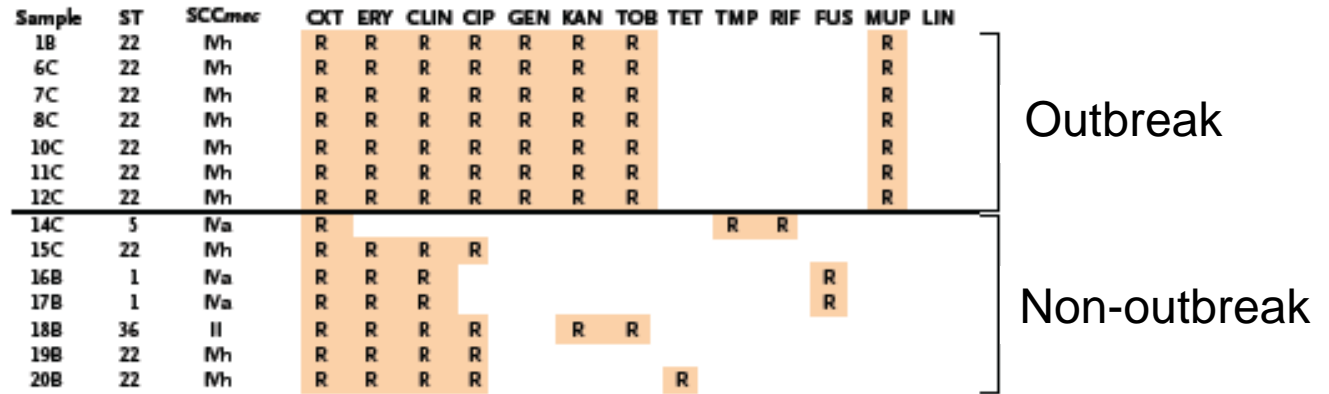 Sample ST SCCmec CXT ERY CLIN CIP GEN KAN TOB TET TMP RIF FUS MUP LIN
1B 22 IVh R R R R R R R R
6C 22 IVh R R R R R R R R
7C 22 IVh R R R R R R R R
8C 22 IVh R R R R R R R R
10C 22 IVh R R R R R R R R
11C 22 IVh R R R R R R R R
12C 22 IVh R R R R R R R R
Outbreak
14C 5 IVa R R R
15C 22 IVh R R R R
16B 1 IVa R R R R
17B 1 IVa R R R R
18B 36 II R R R R R R
19B 22 IVh R R R R
20B 22 IVh R R R R R
Non-outbreak